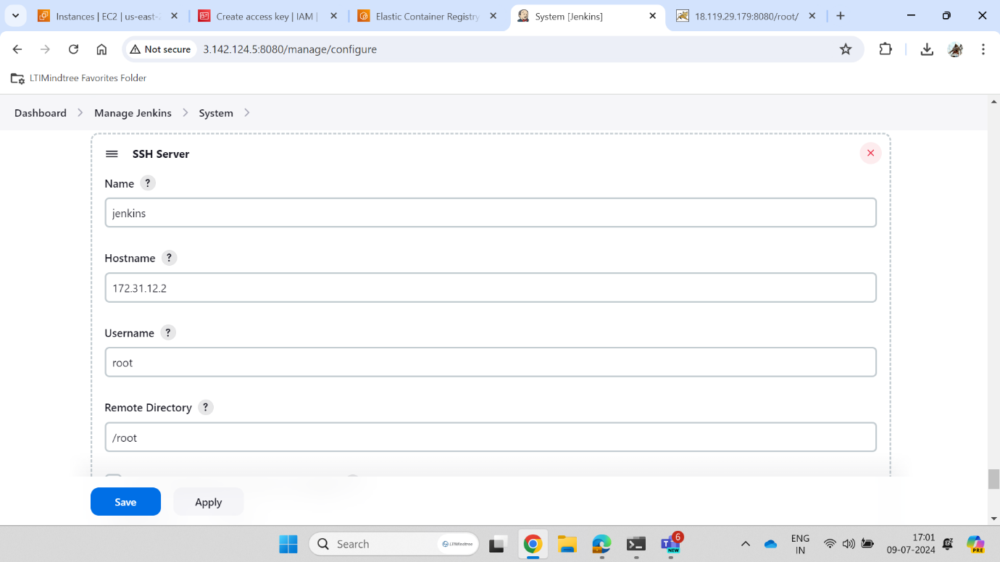 Instances | EC2 | us-east-
Create access key | IAM |
Elastic Container Registry
System [Jenkins]
18.119.29.179:8080/root/
Not secure
3.142.124.5:8080/manage/configure
LTIMindtree Favorites Folder
Dashboard
Manage Jenkins
System
SSH Server
Name ?
jenkins
Hostname ?
172.31.12.2
Username ?
root
Remote Directory ?
/root
Save
Apply
Search
LTIMindtree
NEW
6
ENG
IN
17:01
09-07-2024
PRE